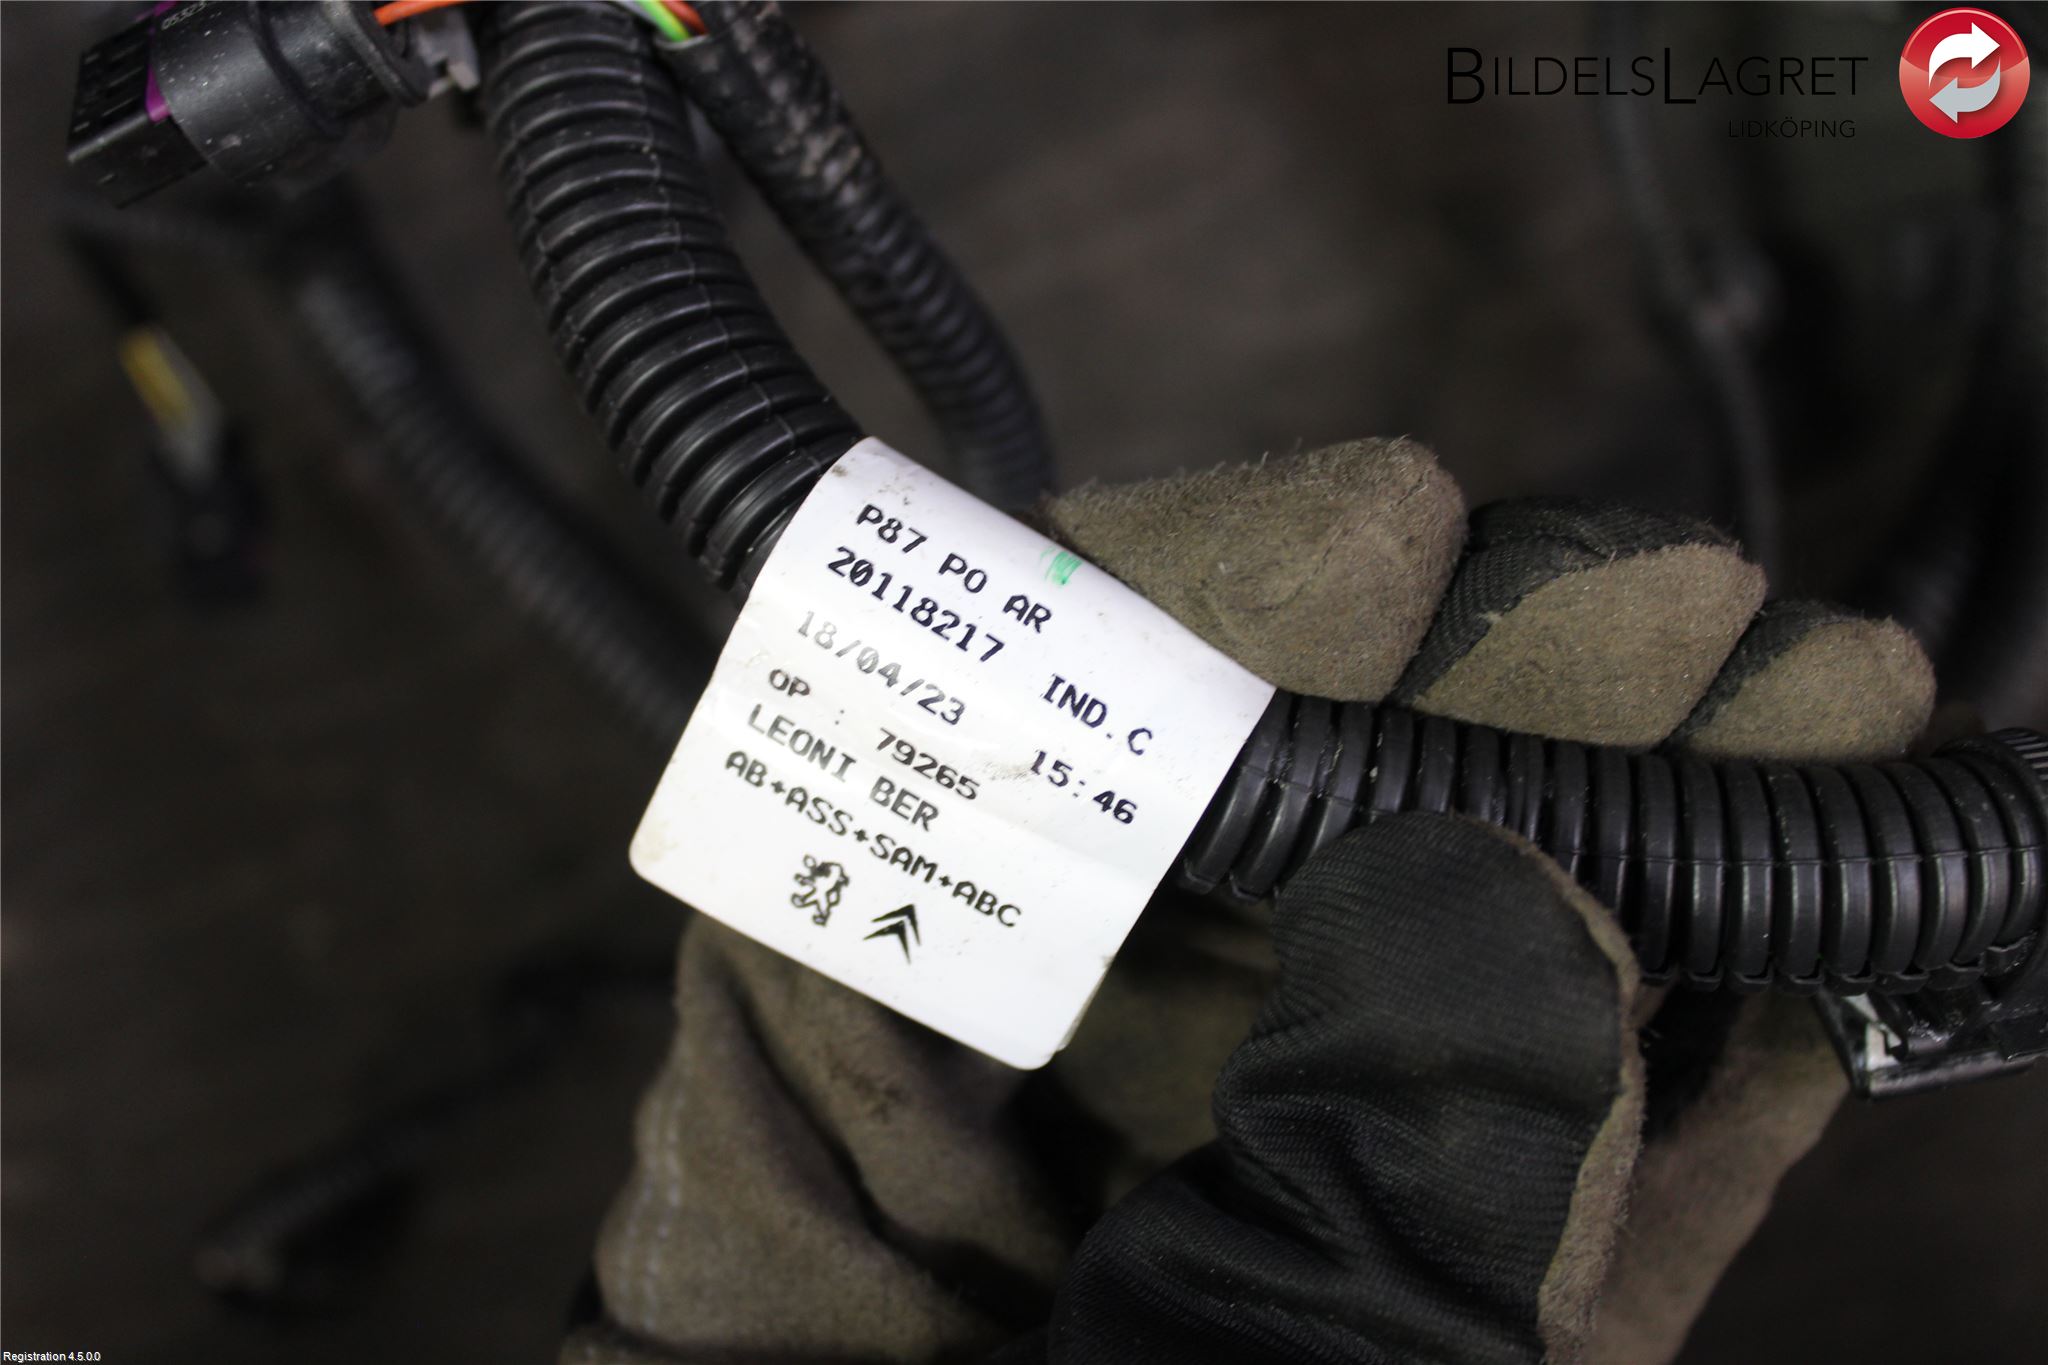 BILDELSLAGRET
LIDKÖPING
P87 PO AR
20118217 IND.C
18/04/23 15:46
OP : 79265
LEONI BER
AB+ASS+SAM+ABC
Registration 4.5.0.0